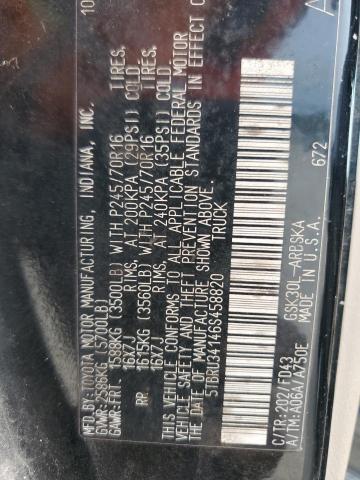 BY:TOYOTA MOTOR MANUFACTURING, INDIANA, INC. 10
GVWR:2586KG (5700LB)
GAWR:FRT. 1588KG (3500LB) WITH P245/70R16 TIRES,
16X7J RIMS, AT 200KPA (29PSI) COLD.
RR. 1615KG (3560LB) WITH P245/70R16 TIRES,
16X7J RIMS, AT 240KPA (35PSI) COLD.
THIS VEHICLE CONFORMS TO ALL APPLICABLE FEDERAL MOTOR
VEHICLE SAFETY AND THEFT PREVENTION STANDARDS IN EFFECT O
THE DATE OF MANUFACTURE SHOWN ABOVE.
5TBRU34146S458820 TRUCK
C/TR:202/FD43 GSK30L-ARPSKA
A/TM:A06A/A750E MADE IN U.S.A. 672